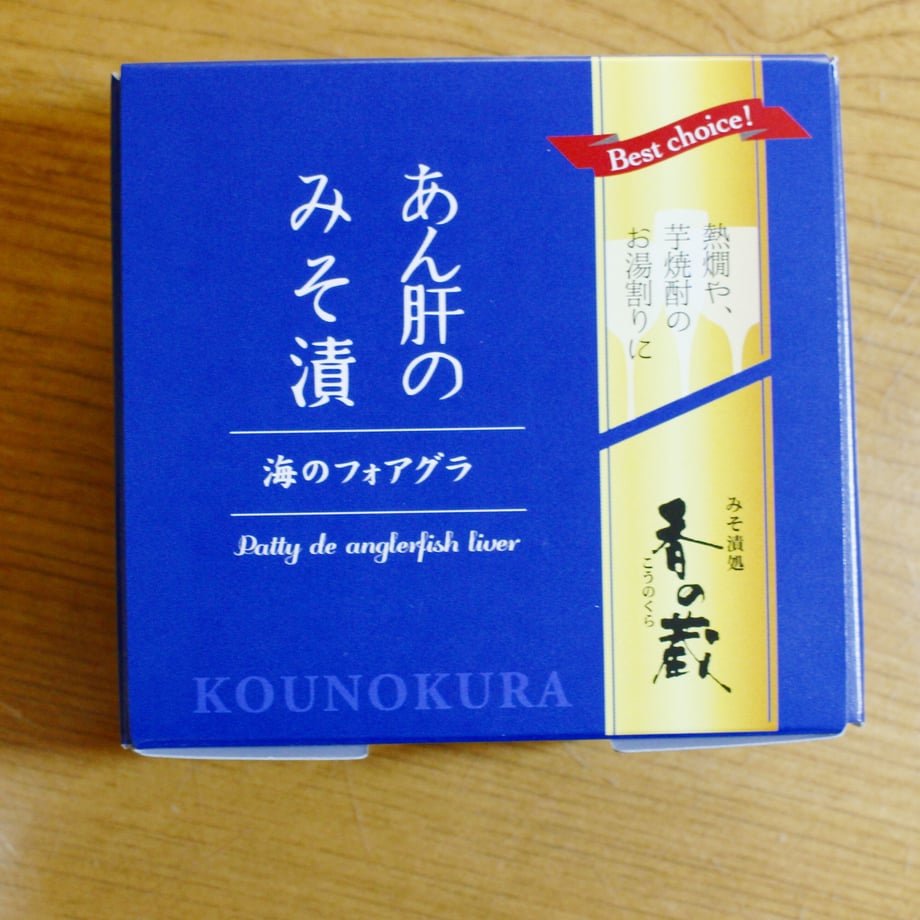 あん肝の
みそ漬
海のフォアグラ
Patty de anglerfish liver
KOUNOKURA
Best choice!
熱燗や、
芋焼酎の
お湯割りに
みそ漬処
香の蔵
こうのくら